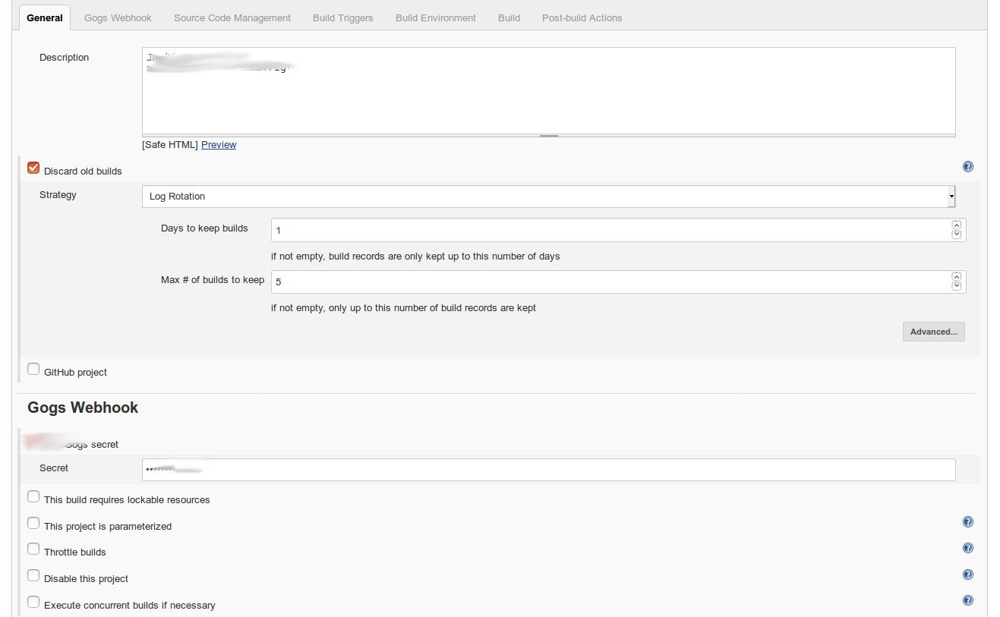 General Gogs Webhook Source Code Management Build Triggers Build Environment Build Post-build Actions
Description
[Safe HTML] Preview
Discard old builds
Strategy Log Rotation
Days to keep builds 1
if not empty, build records are only kept up to this number of days
Max # of builds to keep 5
if not empty, only up to this number of build records are kept
Advanced...
GitHub project
Gogs Webhook
Gogs secret
Secret
This build requires lockable resources
This project is parameterized
Throttle builds
Disable this project
Execute concurrent builds if necessary